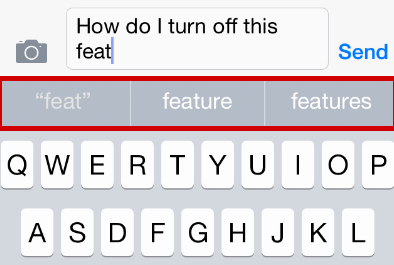 How do I turn off this
feat
Send
“feat” feature features
Q W E R T Y U I O P
A S D F G H J K L